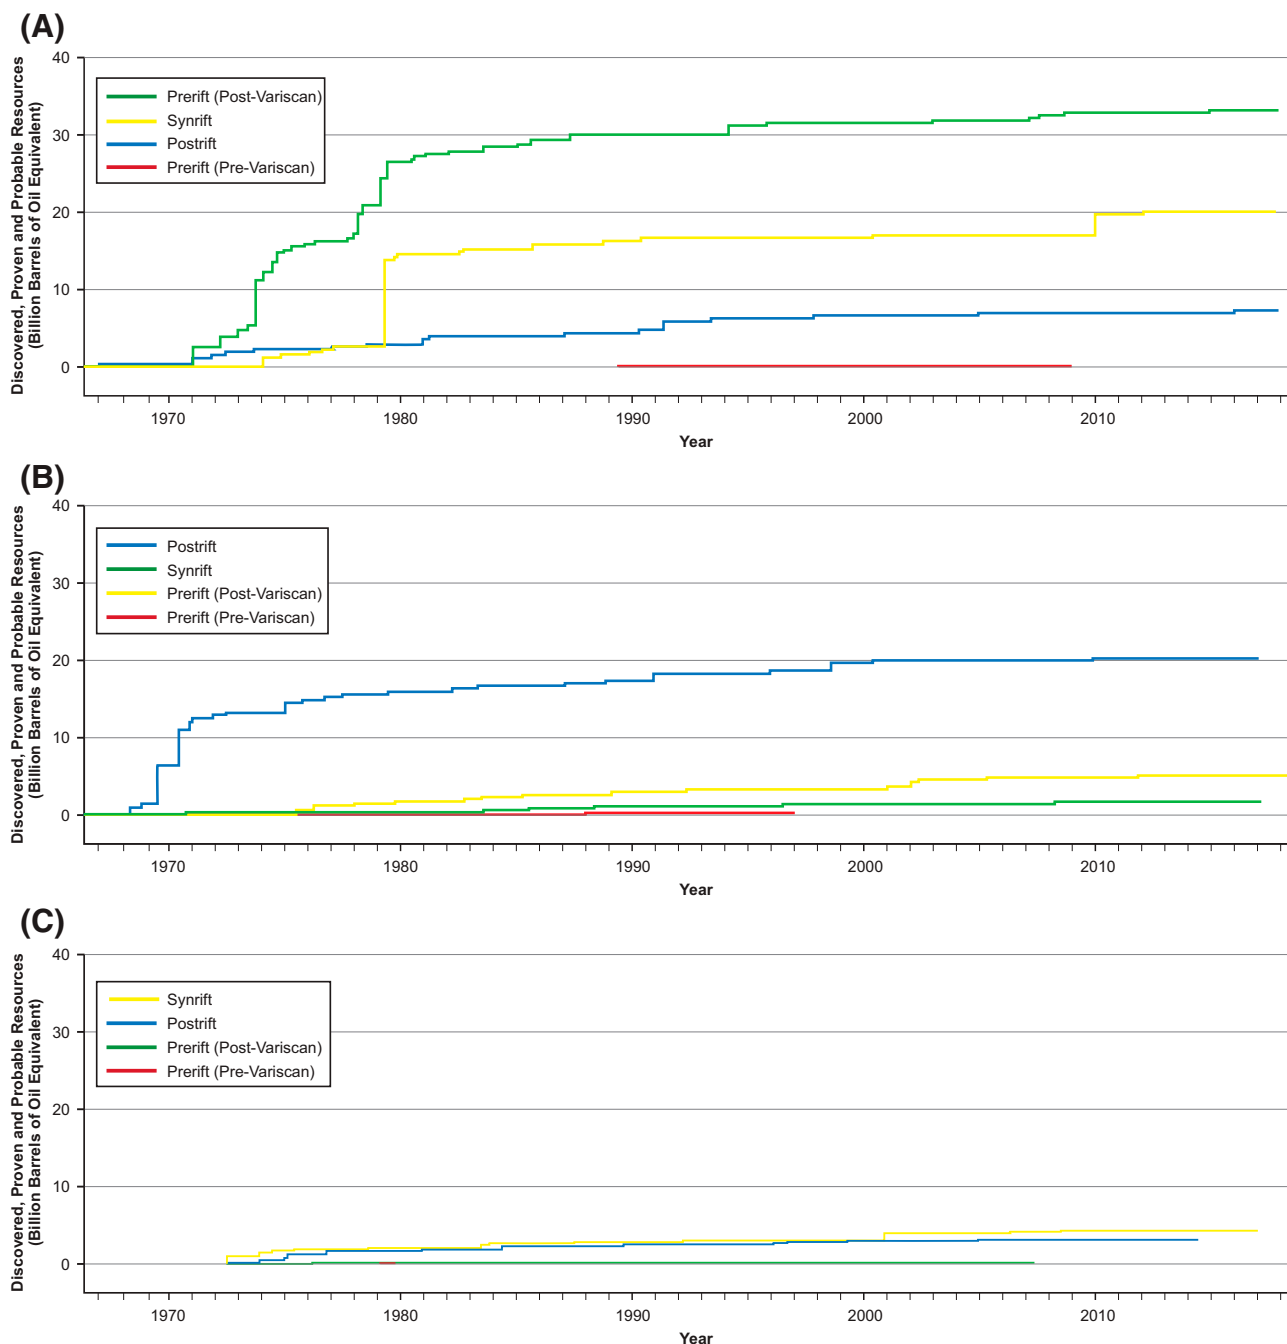 (A)
Discovered, Proven and Probable Resources
(Billion Barrels of Oil Equivalent)
40
30
20
10
0
Prerift (Post-Variscan)
Synrift
Postrift
Prerift (Pre-Variscan)
1970 1980 1990 2000 2010
Year
(B)
Discovered, Proven and Probable Resources
(Billion Barrels of Oil Equivalent)
40
30
20
10
0
Postrift
Synrift
Prerift (Post-Variscan)
Prerift (Pre-Variscan)
1970 1980 1990 2000 2010
Year
(C)
Discovered, Proven and Probable Resources
(Billion Barrels of Oil Equivalent)
40
30
20
10
0
Synrift
Postrift
Prerift (Post-Variscan)
Prerift (Pre-Variscan)
1970 1980 1990 2000 2010
Year